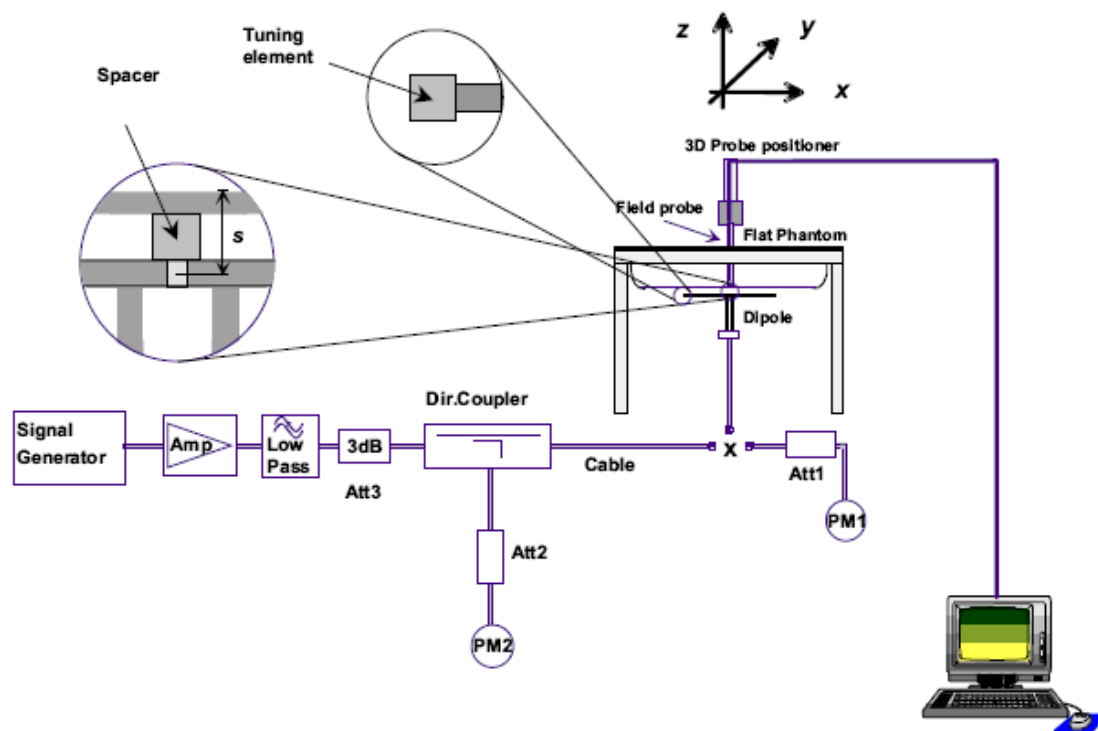 Tuning
element
Spacer
s
z
y
x
3D Probe positioner
Field probe
Flat Phantom
Dipole
Signal
Generator
Amp
Low
Pass
3dB
Att3
Dir.Coupler
Cable
x
Att1
PM1
Att2
PM2